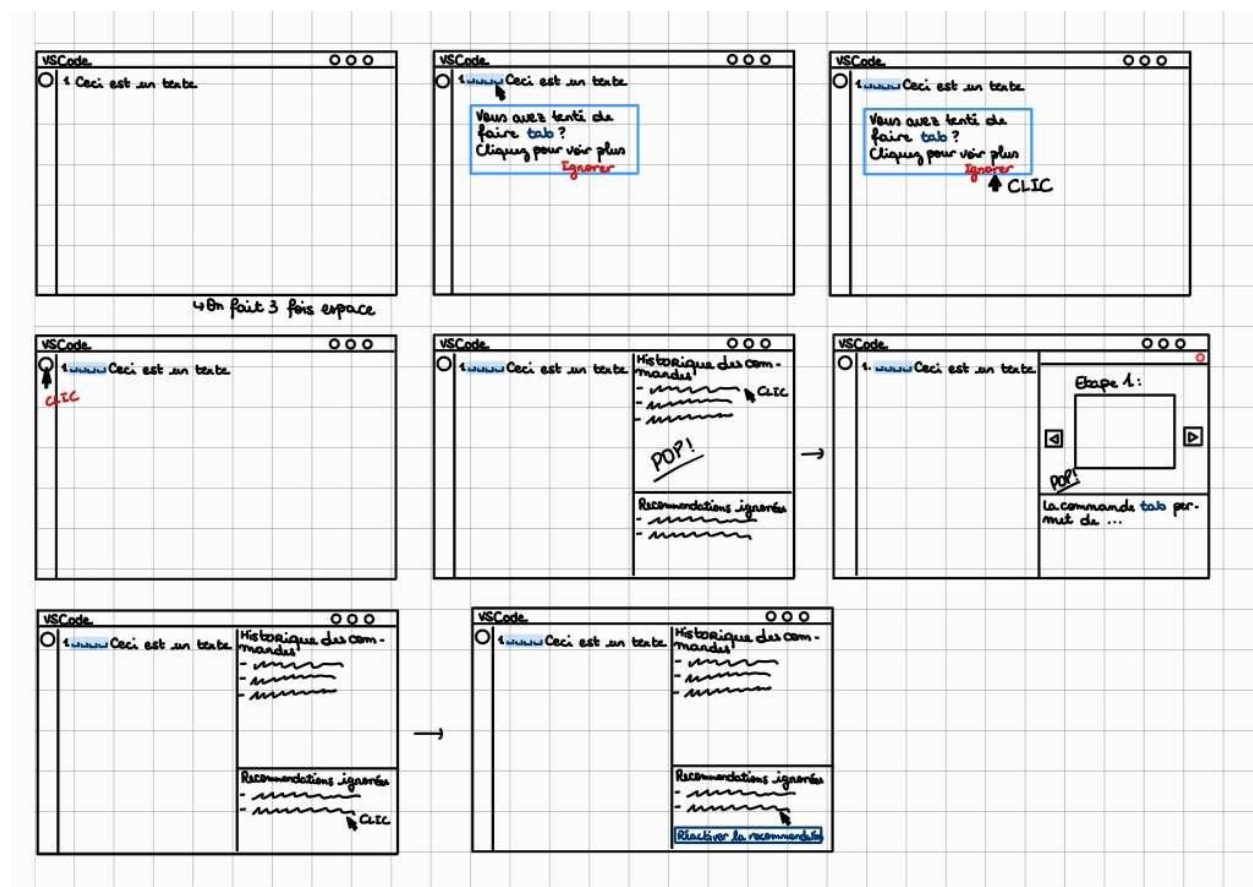 VSCode
1 Ceci est un texte
↳ On fait 3 fois espace
VSCode
1 Ceci est un texte
Vous avez tenté de
faire tab ?
Cliquez pour voir plus
Ignorer
VSCode
1 Ceci est un texte
Vous avez tenté de
faire tab ?
Cliquez pour voir plus
Ignorer
CLIC
VSCode
1 Ceci est un texte
CLIC
VSCode
1 Ceci est un texte
Historique des com-
mandes
CLIC
POP!
Recommendations ignorées
VSCode
1. Ceci est un texte
Etape 1:
POP!
La commande tab per-
met de ...
VSCode
1 Ceci est un texte
Historique des com-
mandes
Recommendations ignorées
CLIC
VSCode
1 Ceci est un texte
Historique des com-
mandes
Recommendations ignorées
Réactiver la recommendation